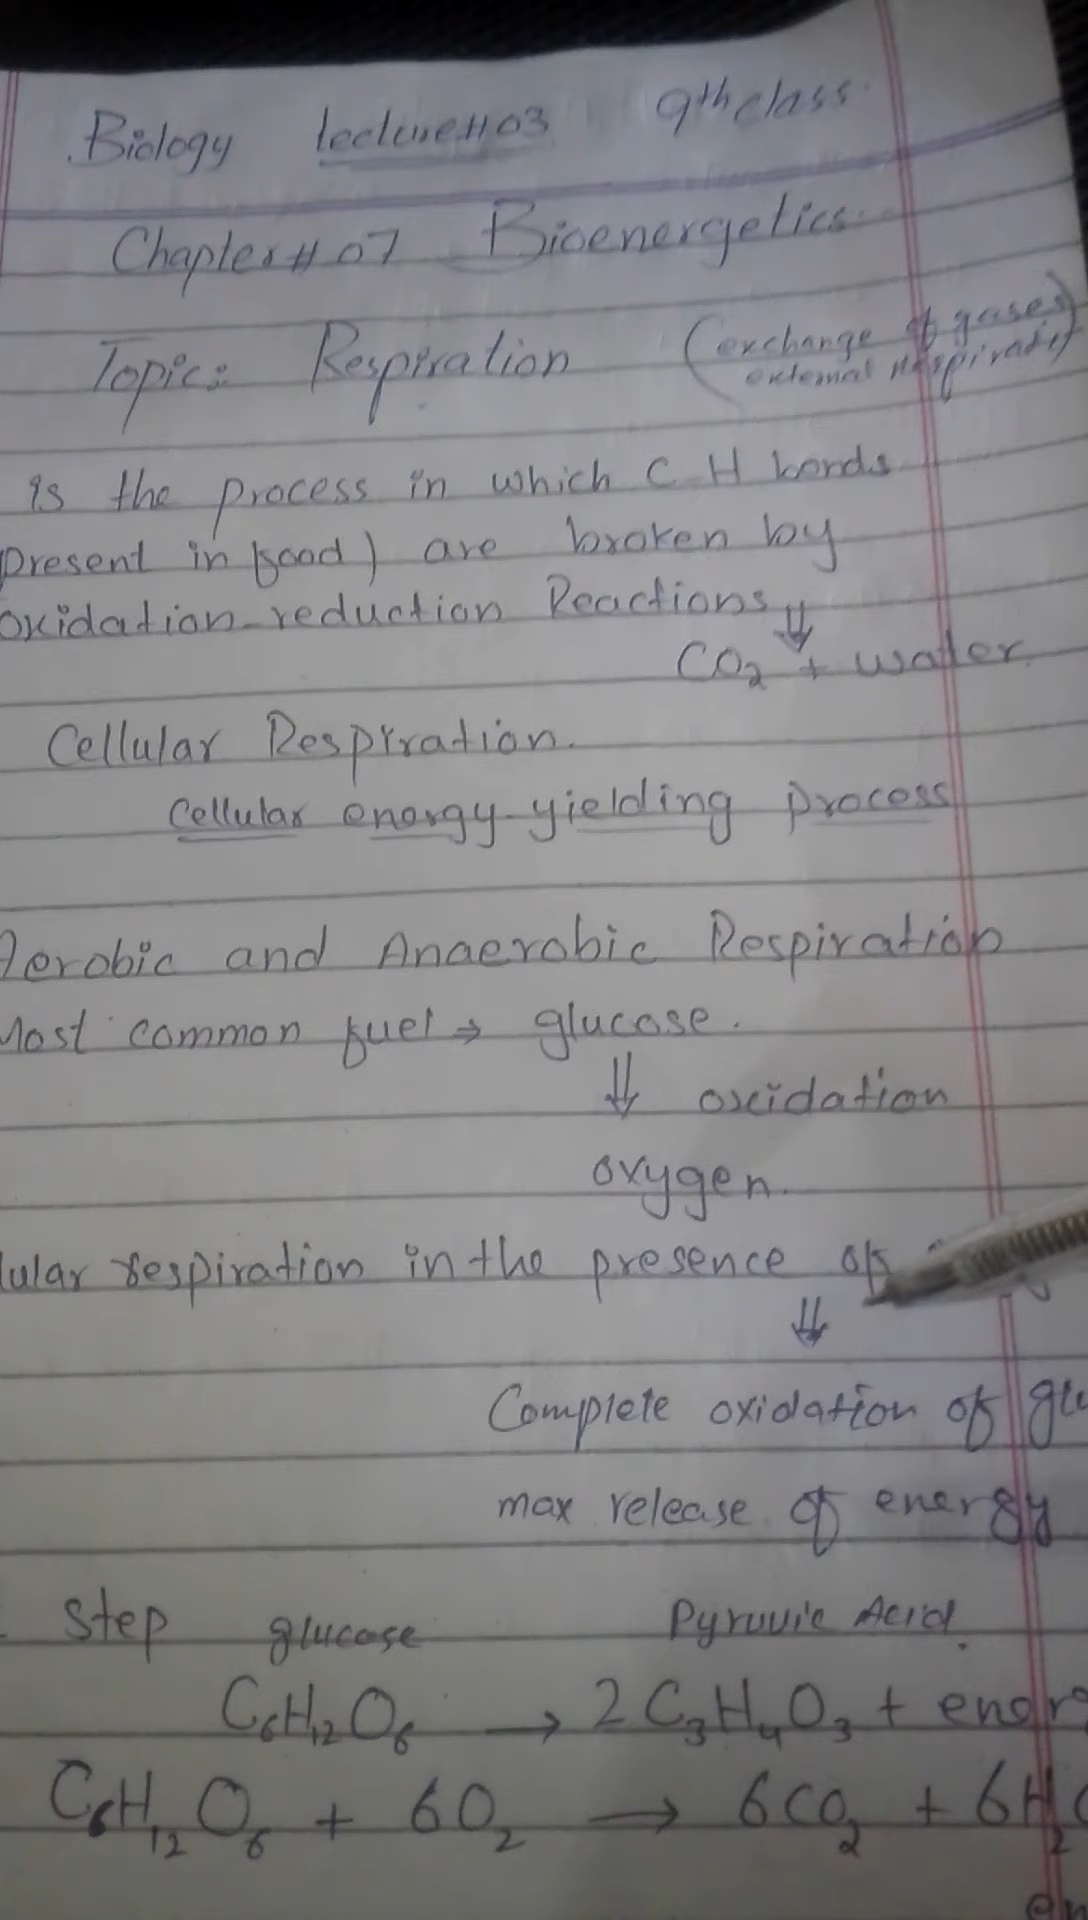 Biology lecture#03 9th class.
Chapter# 07 Bioenergetics.
Topic: Respiration (exchange of gases)
external respiration
is the process in which C-H bonds
present in food) are broken by
oxidation-reduction Reactions
CO2 + water.
Cellular Respiration.
Cellular energy-yielding process
Aerobic and Anaerobic Respiration
Most common fuel → glucose.
⇓ oxidation
oxygen.
lular respiration in the presence of
⇓
Complete oxidation of glu
max release of energy
Step glucose Pyruvic Acid.
C6H12O6 → 2C3H4O3 + energ
C6H12O6 + 6O2 → 6CO2 + 6H2O
en